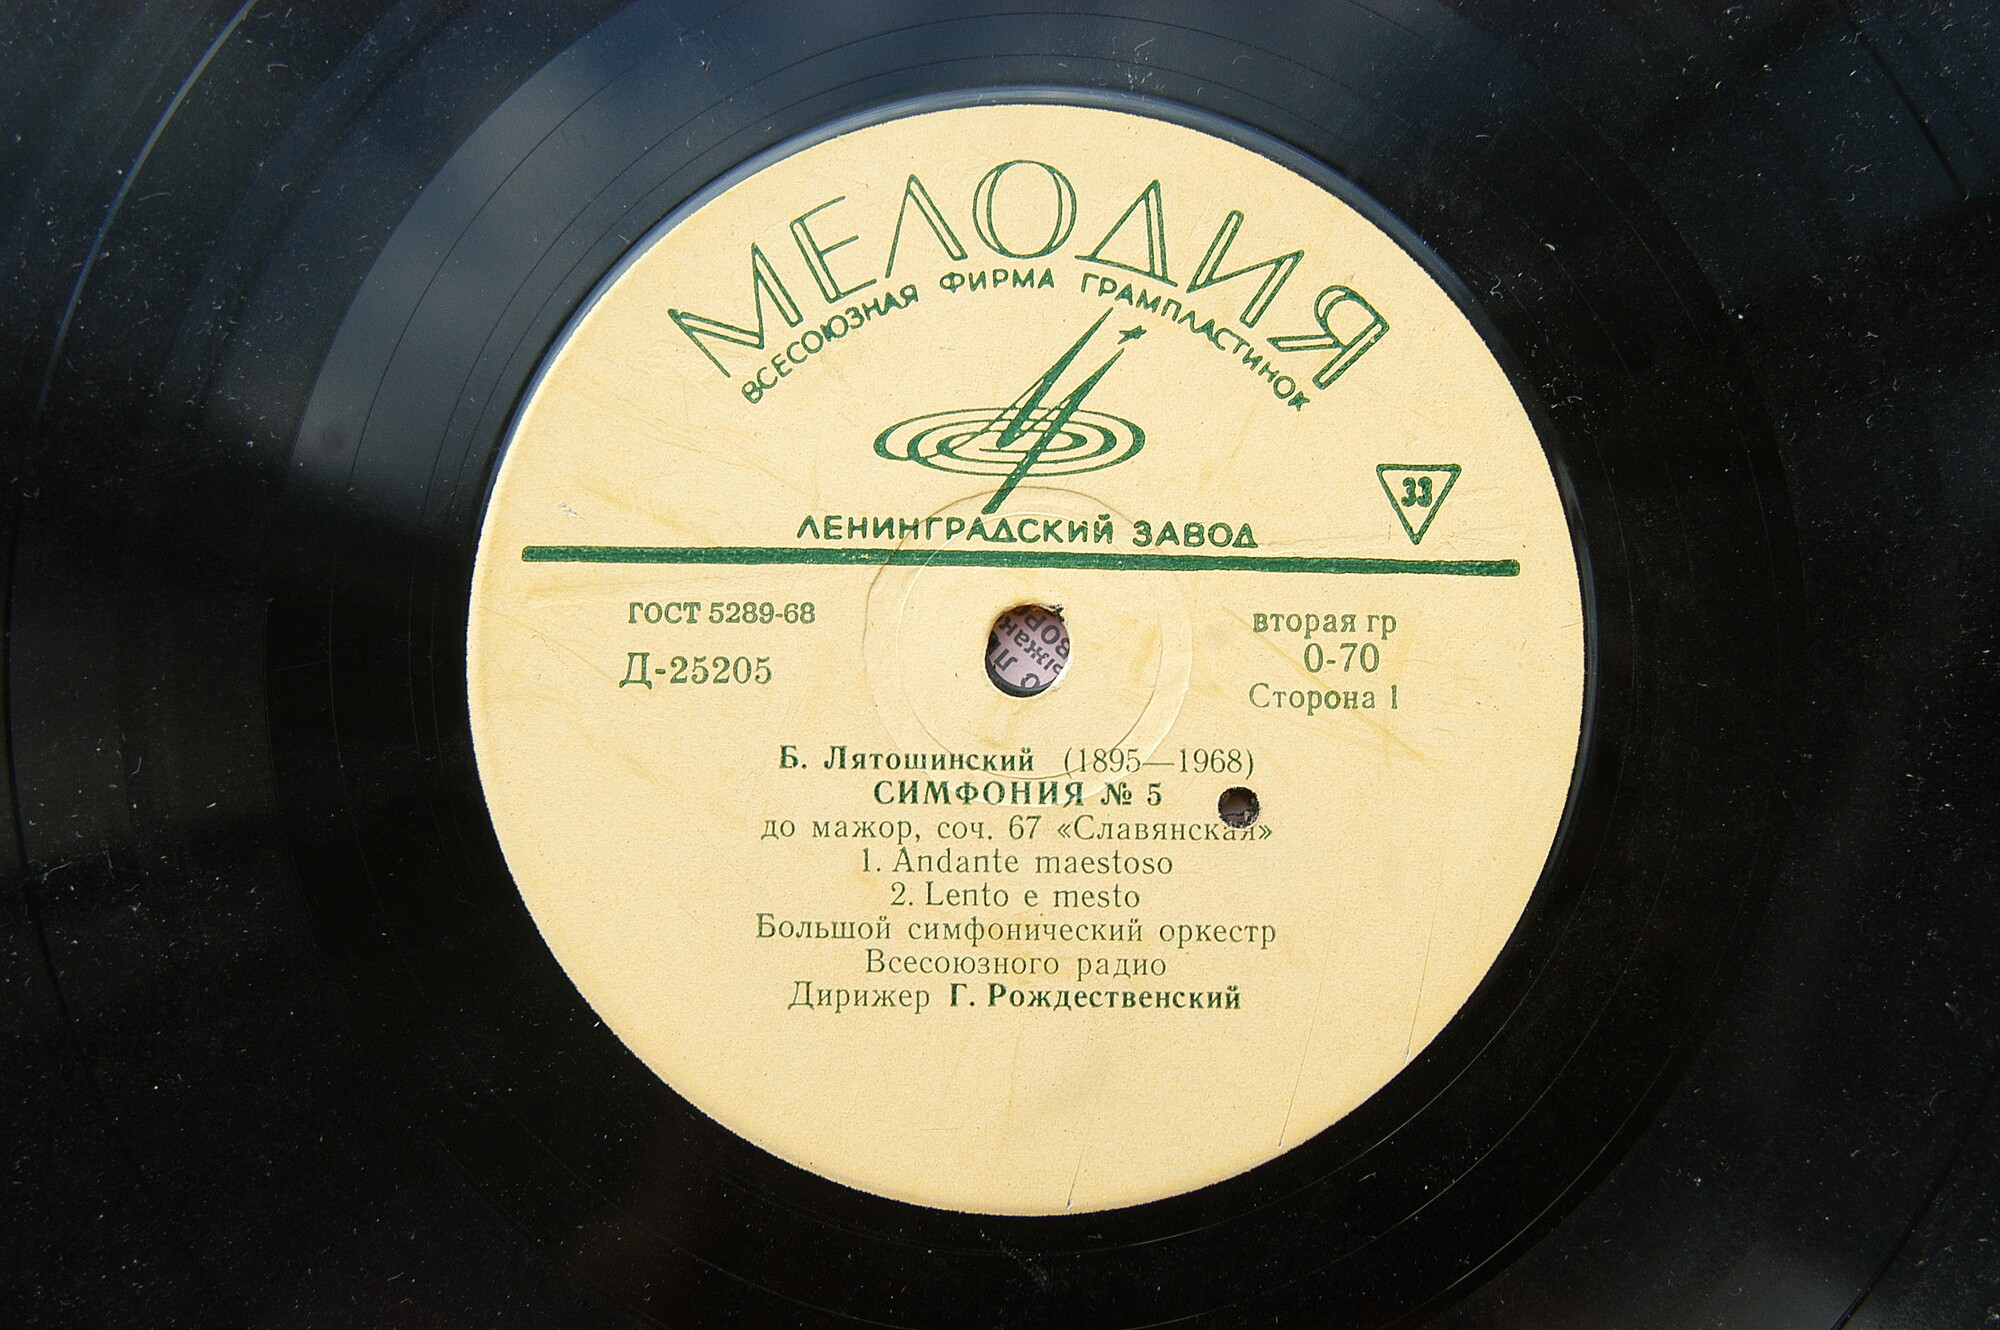 МЕЛОДИЯ
ВСЕСОЮЗНАЯ ФИРМА ГРАМПЛАСТИНОК
33
ЛЕНИНГРАДСКИЙ ЗАВОД
ГОСТ 5289-68
Д-25205
вторая гр
0-70
Сторона 1
Б. Лятошинский (1895—1968)
СИМФОНИЯ № 5
до мажор, соч. 67 «Славянская»
1. Andante maestoso
2. Lento e mesto
Большой симфонический оркестр
Всесоюзного радио
Дирижер Г. Рождественский